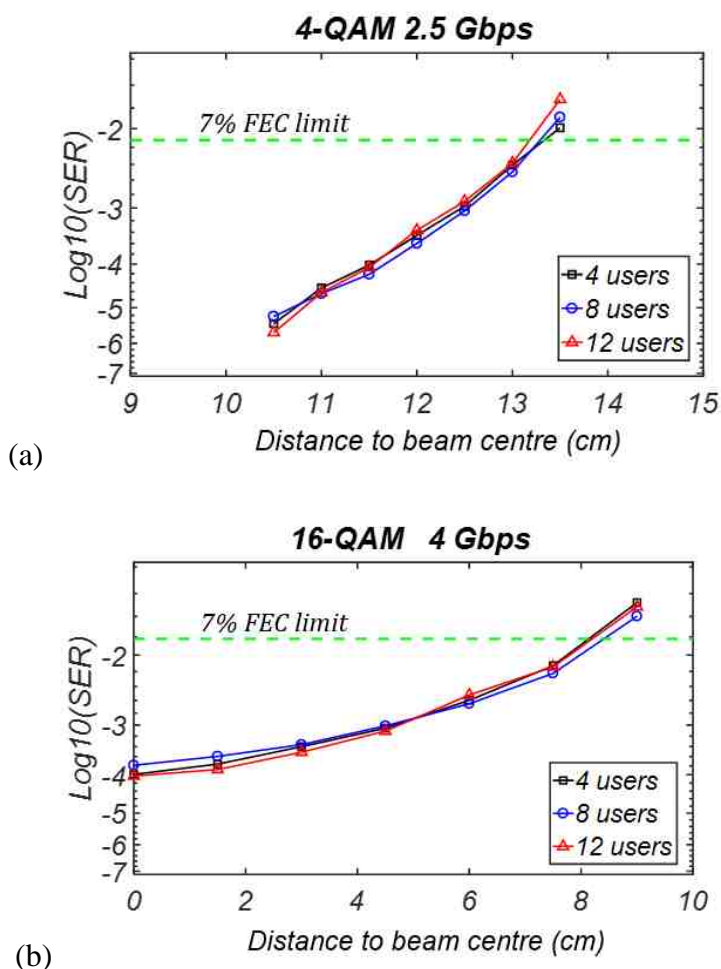 4-QAM 2.5 Gbps
7% FEC limit
Log10(SER)
-2
-3
-4
-5
-6
-7
4 users
8 users
12 users
9 10 11 12 13 14 15
Distance to beam centre (cm)
(a)
16-QAM 4 Gbps
7% FEC limit
Log10(SER)
-2
-3
-4
-5
-6
-7
4 users
8 users
12 users
0 2 4 6 8 10
Distance to beam centre (cm)
(b)